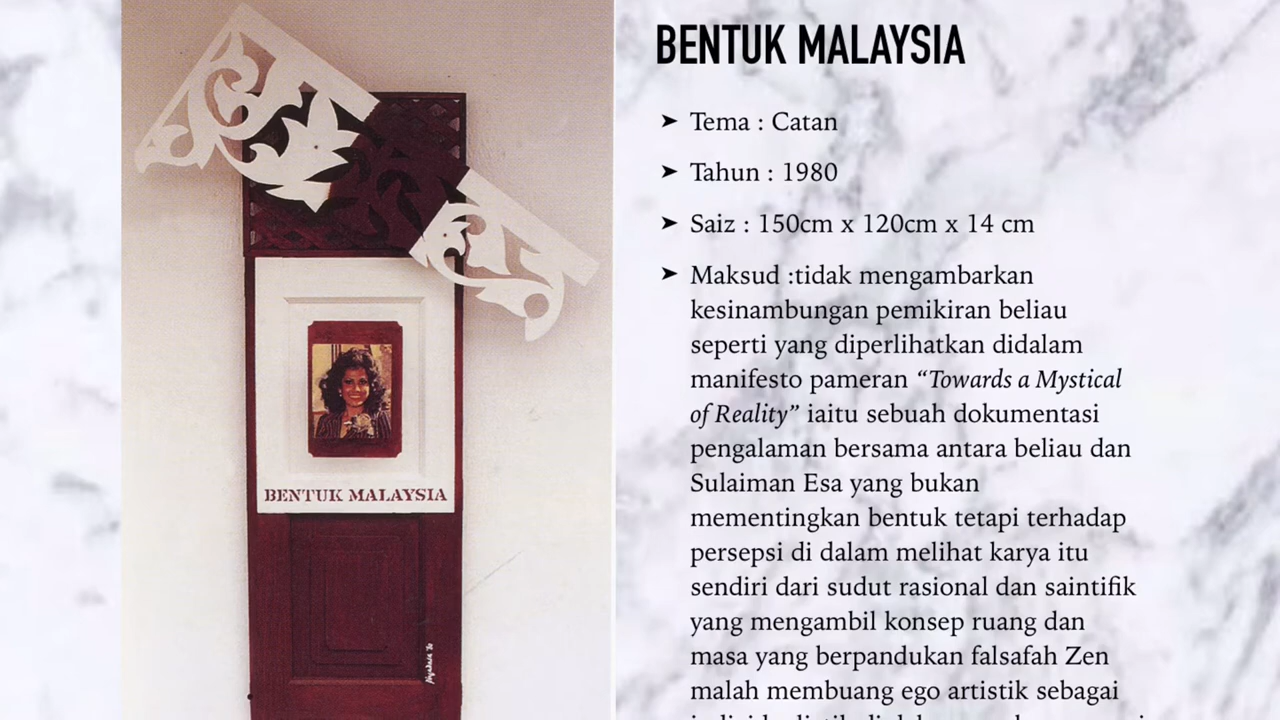 BENTUK MALAYSIA
BENTUK MALAYSIA
➤ Tema : Catan
➤ Tahun : 1980
➤ Saiz : 150cm x 120cm x 14 cm
➤ Maksud :tidak mengambarkan
kesinambungan pemikiran beliau
seperti yang diperlihatkan didalam
manifesto pameran “Towards a Mystical
of Reality” iaitu sebuah dokumentasi
pengalaman bersama antara beliau dan
Sulaiman Esa yang bukan
mementingkan bentuk tetapi terhadap
persepsi di dalam melihat karya itu
sendiri dari sudut rasional dan saintifik
yang mengambil konsep ruang dan
masa yang berpandukan falsafah Zen
malah membuang ego artistik sebagai